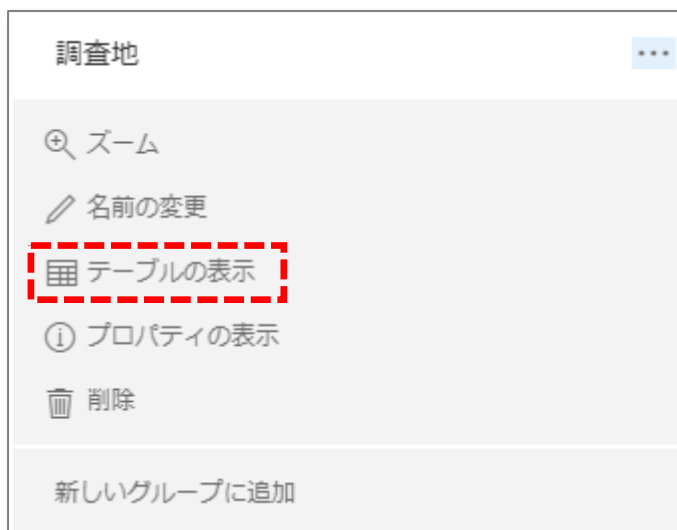 調査地
ズーム
名前の変更
テーブルの表示
プロパティの表示
削除
新しいグループに追加